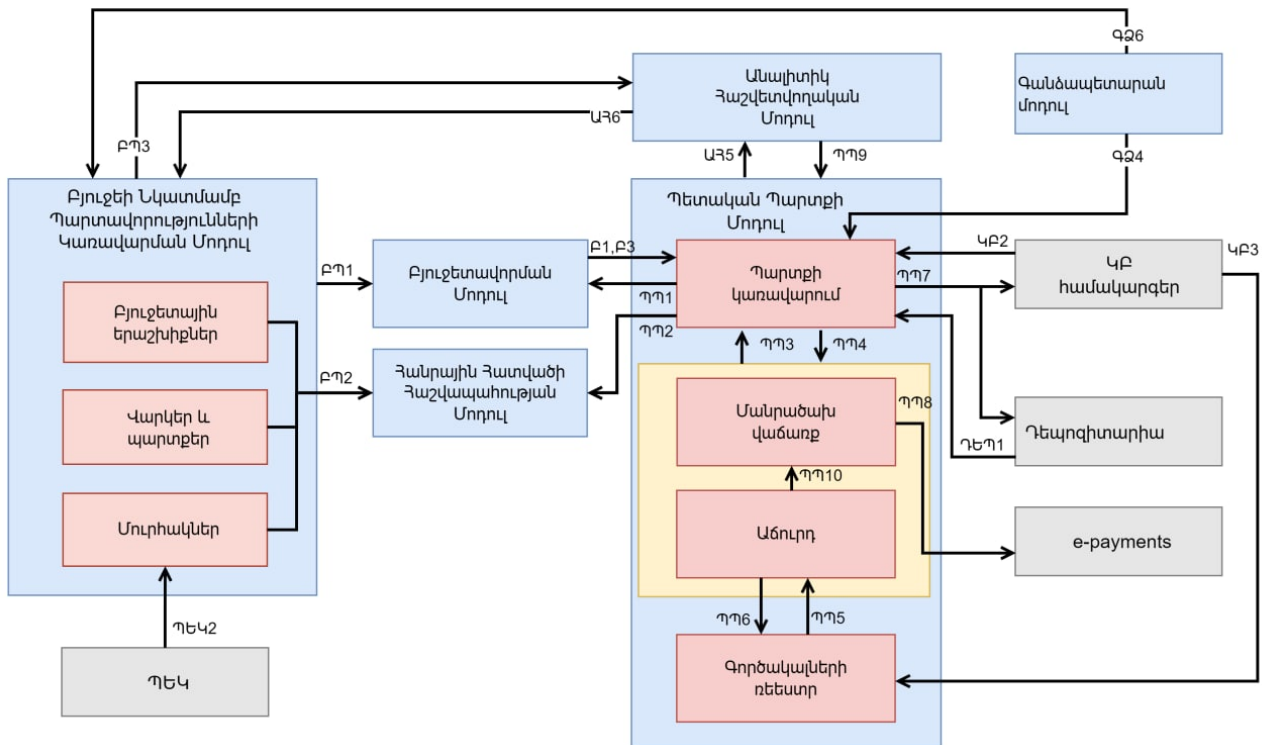 ԳՁ6
Անալիտիկ
Հաշվետվողական
Մոդուլ
Գանձապետարան
մոդուլ
ԲՊ3
ԱՀ6
ԱՀ5
ՊՊ9
ԳՁ4
Բյուջեի Նկատմամբ
Պարտավորությունների
Կառավարման Մոդուլ
Պետական Պարտքի
Մոդուլ
ԲՊ1
Բյուջետավորման
Մոդուլ
Բ1,Բ3
ՊՊ1
ՊՊ2
Պարտքի
կառավարում
ԿԲ2
ՊՊ7
ԿԲ
համակարգեր
ԿԲ3
Բյուջետային
երաշխիքներ
ՊՊ3
ՊՊ4
ԲՊ2
Հանրային Հատվածի
Հաշվապահության
Մոդուլ
Վարկեր և
պարտքեր
Մանրածախ
վաճառք
ՊՊ8
ԴԵՊ1
Դեպոզիտարիա
ՊՊ10
Մուրհակներ
Աճուրդ
e-payments
ՊՊ6
ՊՊ5
ՊԵԿ2
ՊԵԿ
Գործակալների
ռեեստր